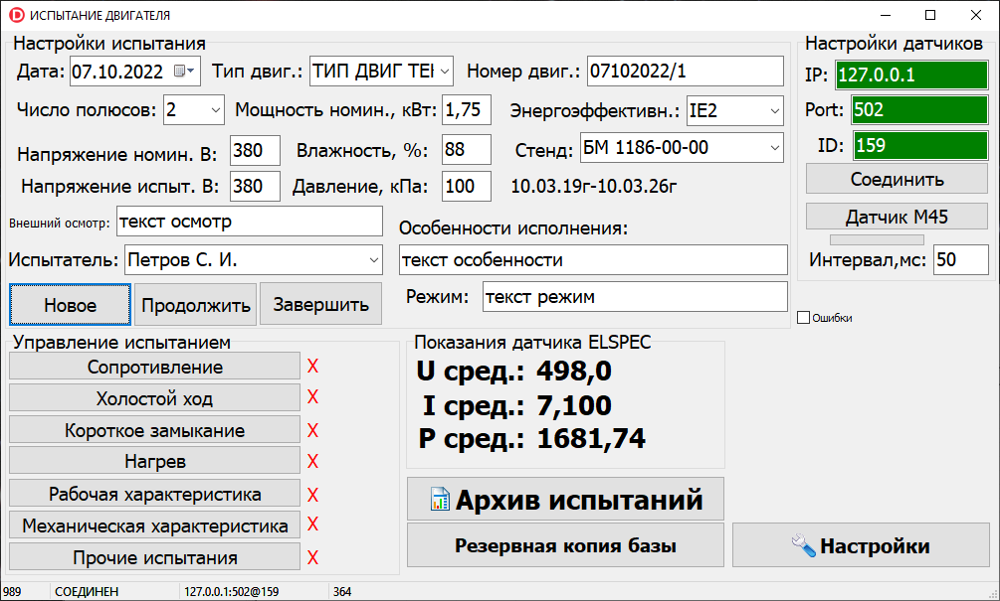 ИСПЫТАНИЕ ДВИГАТЕЛЯ
Настройки испытания
Дата: 07.10.2022 Тип двиг.: ТИП ДВИГ ТЕ Номер двиг.: 07102022/1
Число полюсов: 2 Мощность номин., кВт: 1,75 Энергоэффективн.: IE2
Напряжение номин. В: 380 Влажность, %: 88 Стенд: БМ 1186-00-00
Напряжение испыт. В: 380 Давление, кПа: 100 10.03.19г-10.03.26г
Внешний осмотр: текст осмотр
Особенности исполнения:
Испытатель: Петров С. И. текст особенности
Новое Продолжить Завершить Режим: текст режим
Настройки датчиков
IP: 127.0.0.1
Port: 502
ID: 159
Соединить
Датчик М45
Интервал,мс: 50
Ошибки
Управление испытанием
Сопротивление X
Холостой ход X
Короткое замыкание X
Нагрев X
Рабочая характеристика X
Механическая характеристика X
Прочие испытания X
Показания датчика ELSPEC
U сред.: 498,0
I сред.: 7,100
P сред.: 1681,74
Архив испытаний
Резервная копия базы
Настройки
989 СОЕДИНЕН 127.0.0.1:502@159 364